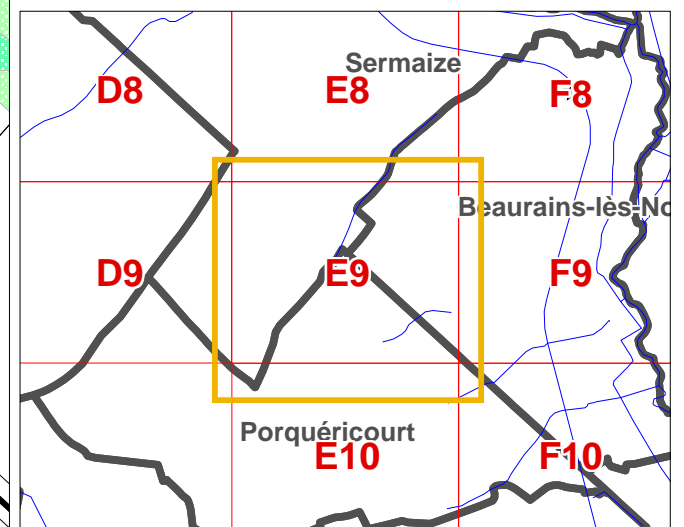 Sermaize
D8 E8 F8
Beaurains-lès-No
D9 E9 F9
Porquéricourt
E10 F10